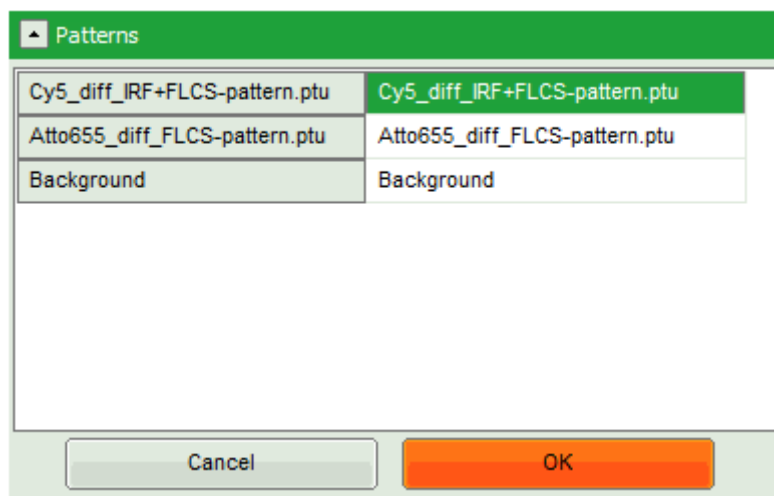 Patterns
Cy5_diff_IRF+FLCS-pattern.ptu Cy5_diff_IRF+FLCS-pattern.ptu
Atto655_diff_FLCS-pattern.ptu Atto655_diff_FLCS-pattern.ptu
Background Background
Cancel OK